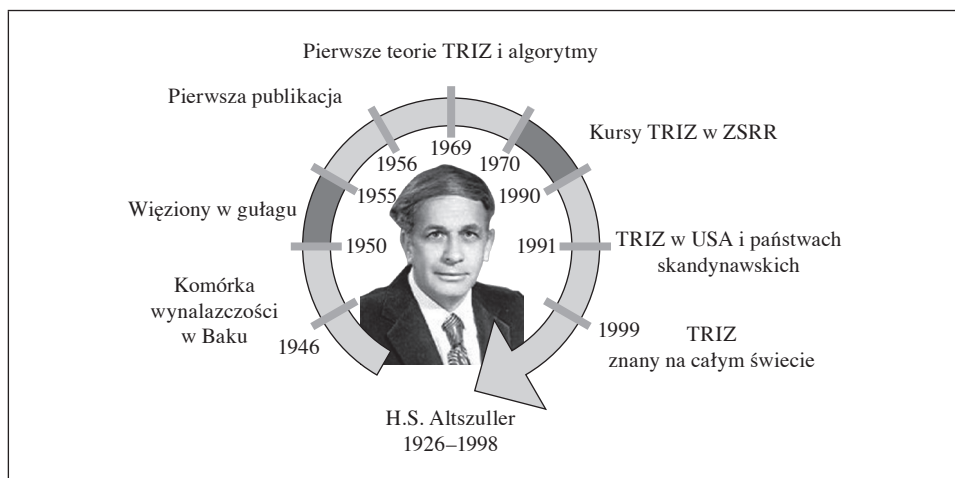 Pierwsze teorie TRIZ i algorytmy
Pierwsza publikacja
Kursy TRIZ w ZSRR
1969
1956
1970
1955
1990
Więziony w gułagu
1950
1991
TRIZ w USA i państwach
skandynawskich
Komórka
wynalazczości
w Baku
1946
1999
TRIZ
znany na całym świecie
H.S. Altszuller
1926–1998